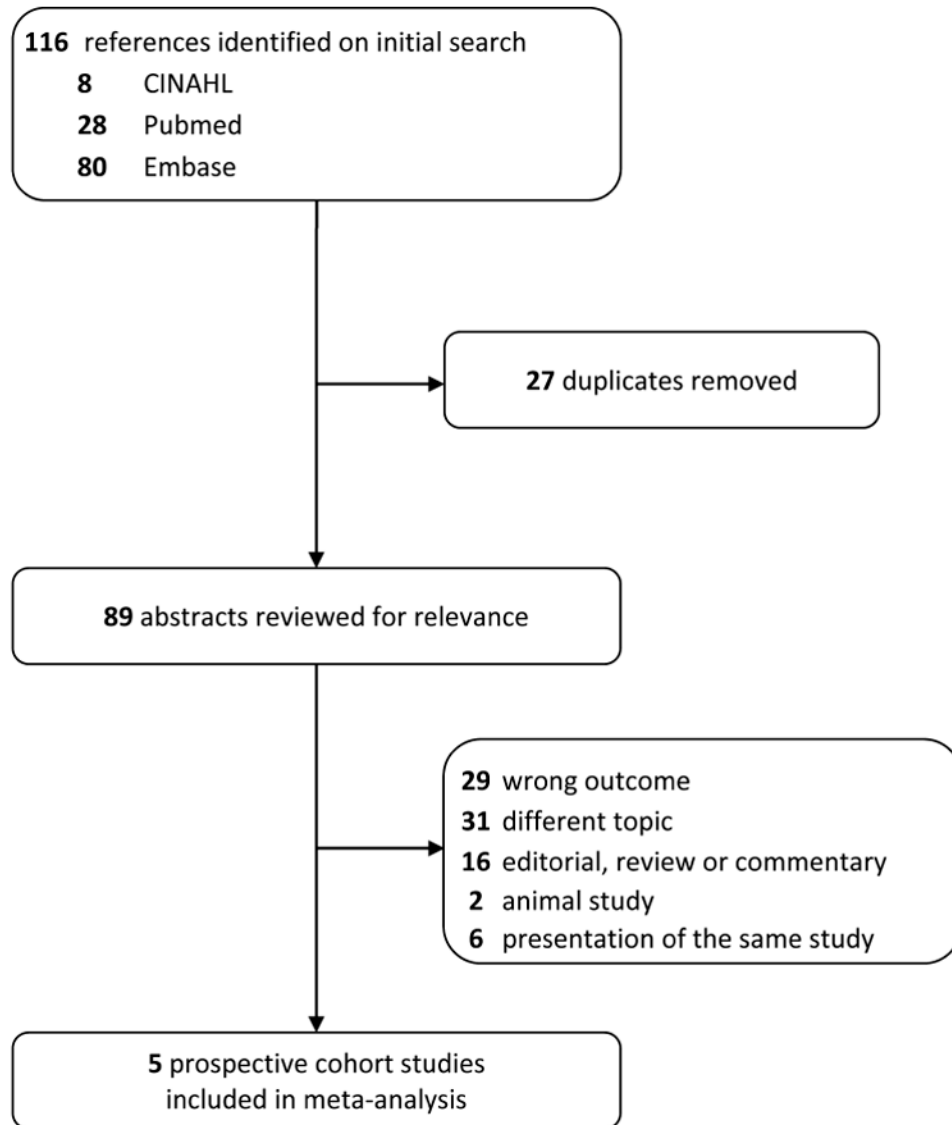 116 references identified on initial search
8 CINAHL
28 Pubmed
80 Embase
27 duplicates removed
89 abstracts reviewed for relevance
29 wrong outcome
31 different topic
16 editorial, review or commentary
2 animal study
6 presentation of the same study
5 prospective cohort studies
included in meta-analysis